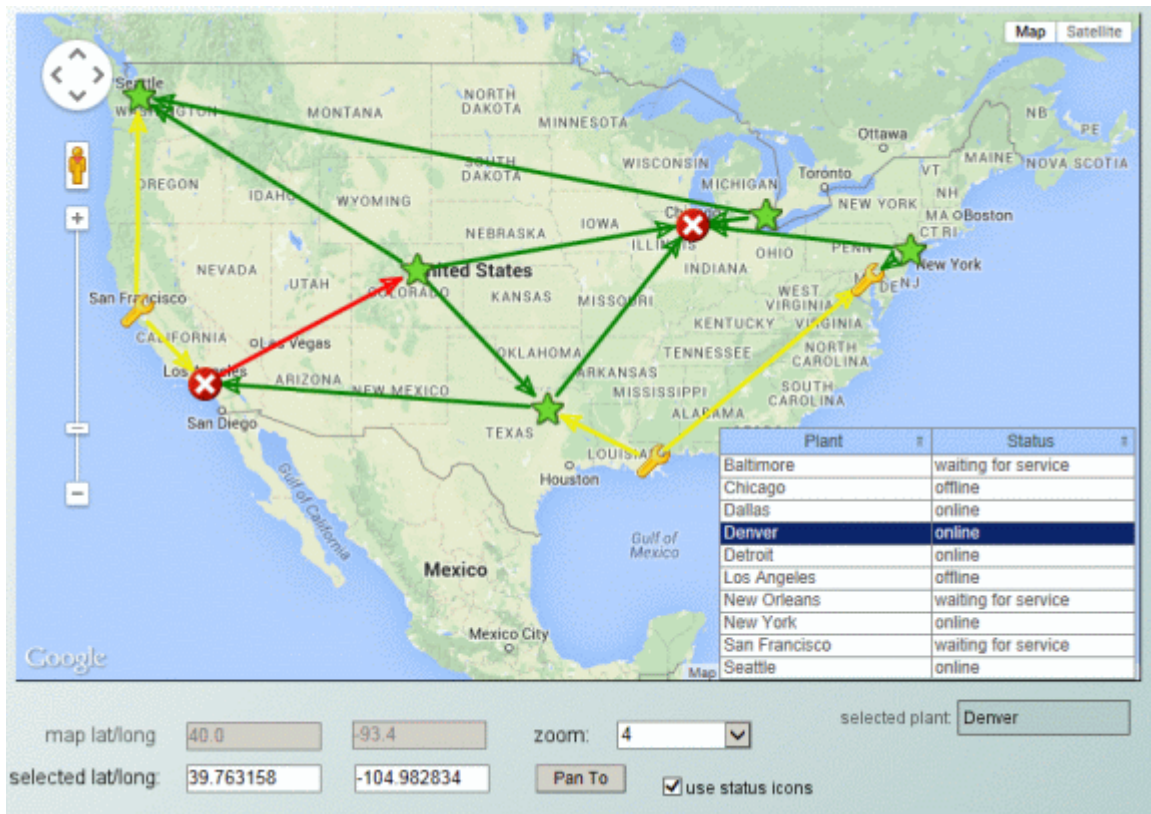 Map Satellite
Seattle
WASHINGTON
MONTANA
NORTH
DAKOTA
MINNESOTA
Ottawa
NB
PE
MAINE
NOVA SCOTIA
OREGON
IDAHO
WYOMING
SOUTH
DAKOTA
WISCONSIN
MICHIGAN
Toronto
VT
NH
NEW YORK
MA
Boston
CT RI
Chicago
IOWA
NEBRASKA
ILLINOIS
OHIO
PENN
New York
NEVADA
UTAH
COLORADO
United States
KANSAS
MISSOURI
INDIANA
WEST
VIRGINIA
DE NJ
San Francisco
CALIFORNIA
Las Vegas
KENTUCKY
VIRGINIA
Los Angeles
ARIZONA
NEW MEXICO
OKLAHOMA
ARKANSAS
TENNESSEE
NORTH
CAROLINA
MISSISSIPPI
SOUTH
CAROLINA
ALABAMA
San Diego
TEXAS
LOUISIANA
Houston
Gulf of California
Gulf of
Mexico
Mexico
Mexico City
Google
Map
Plant Status
Baltimore waiting for service
Chicago offline
Dallas online
Denver online
Detroit online
Los Angeles offline
New Orleans waiting for service
New York online
San Francisco waiting for service
Seattle online
map lat/long 40.0 -93.4 zoom: 4
selected plant: Denver
selected lat/long: 39.763158 -104.982834 Pan To use status icons